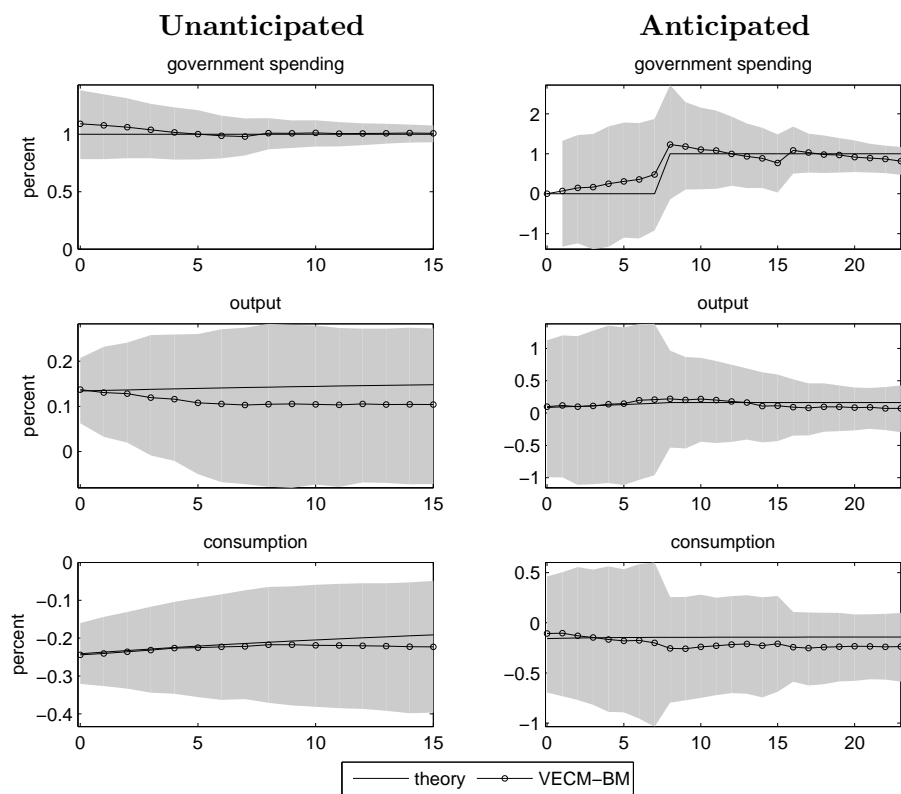 Unanticipated Anticipated
government spending government spending
percent
1
0.5
0
0 5 10 15
2
1
0
−1
0 5 10 15 20
output output
percent
0.2
0.1
0
0 5 10 15
1
0.5
0
−0.5
−1
0 5 10 15 20
consumption consumption
percent
0
−0.1
−0.2
−0.3
−0.4
0 5 10 15
0.5
0
−0.5
−1
0 5 10 15 20
theory VECM−BM